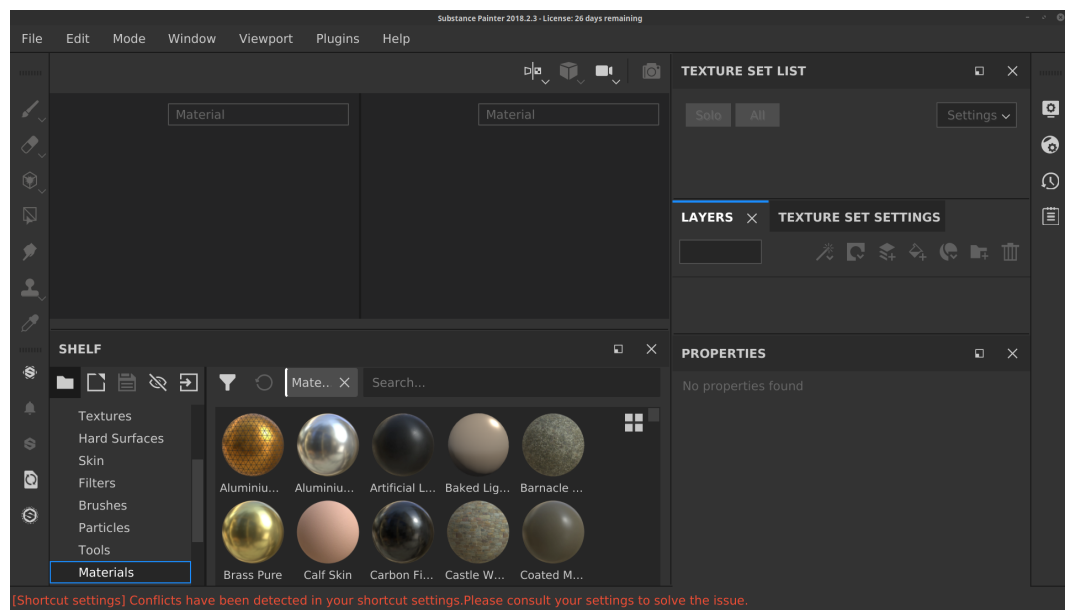 Substance Painter 2018.2.3 - License: 26 days remaining
File Edit Mode Window Viewport Plugins Help
TEXTURE SET LIST
Material Material
Solo All Settings
LAYERS TEXTURE SET SETTINGS
SHELF
PROPERTIES
Mate.. Search...
No properties found
Textures
Hard Surfaces
Skin
Filters
Brushes
Particles
Tools
Materials
Aluminiu... Aluminiu... Artificial L... Baked Lig... Barnacle ...
Brass Pure Calf Skin Carbon Fi... Castle W... Coated M...
[Shortcut settings] Conflicts have been detected in your shortcut settings.Please consult your settings to solve the issue.